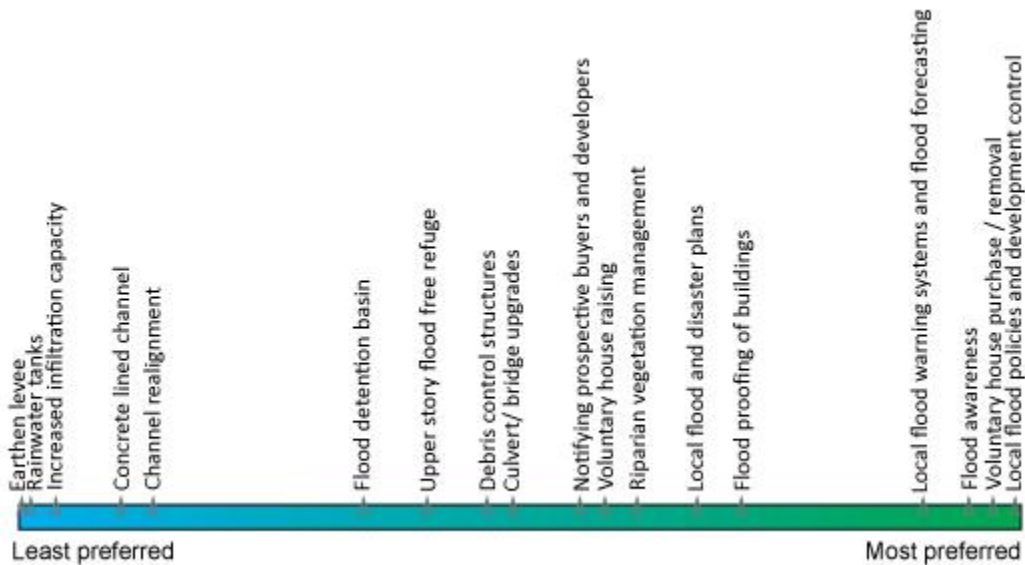 Earthen levee
Rainwater tanks
Increased infiltration capacity
Concrete lined channel
Channel realignment
Flood detention basin
Upper story flood free refuge
Debris control structures
Culvert/ bridge upgrades
Notifying prospective buyers and developers
Voluntary house raising
Riparian vegetation management
Local flood and disaster plans
Flood proofing of buildings
Local flood warning systems and flood forecasting
Flood awareness
Voluntary house purchase / removal
Local flood policies and development control
Least preferred
Most preferred